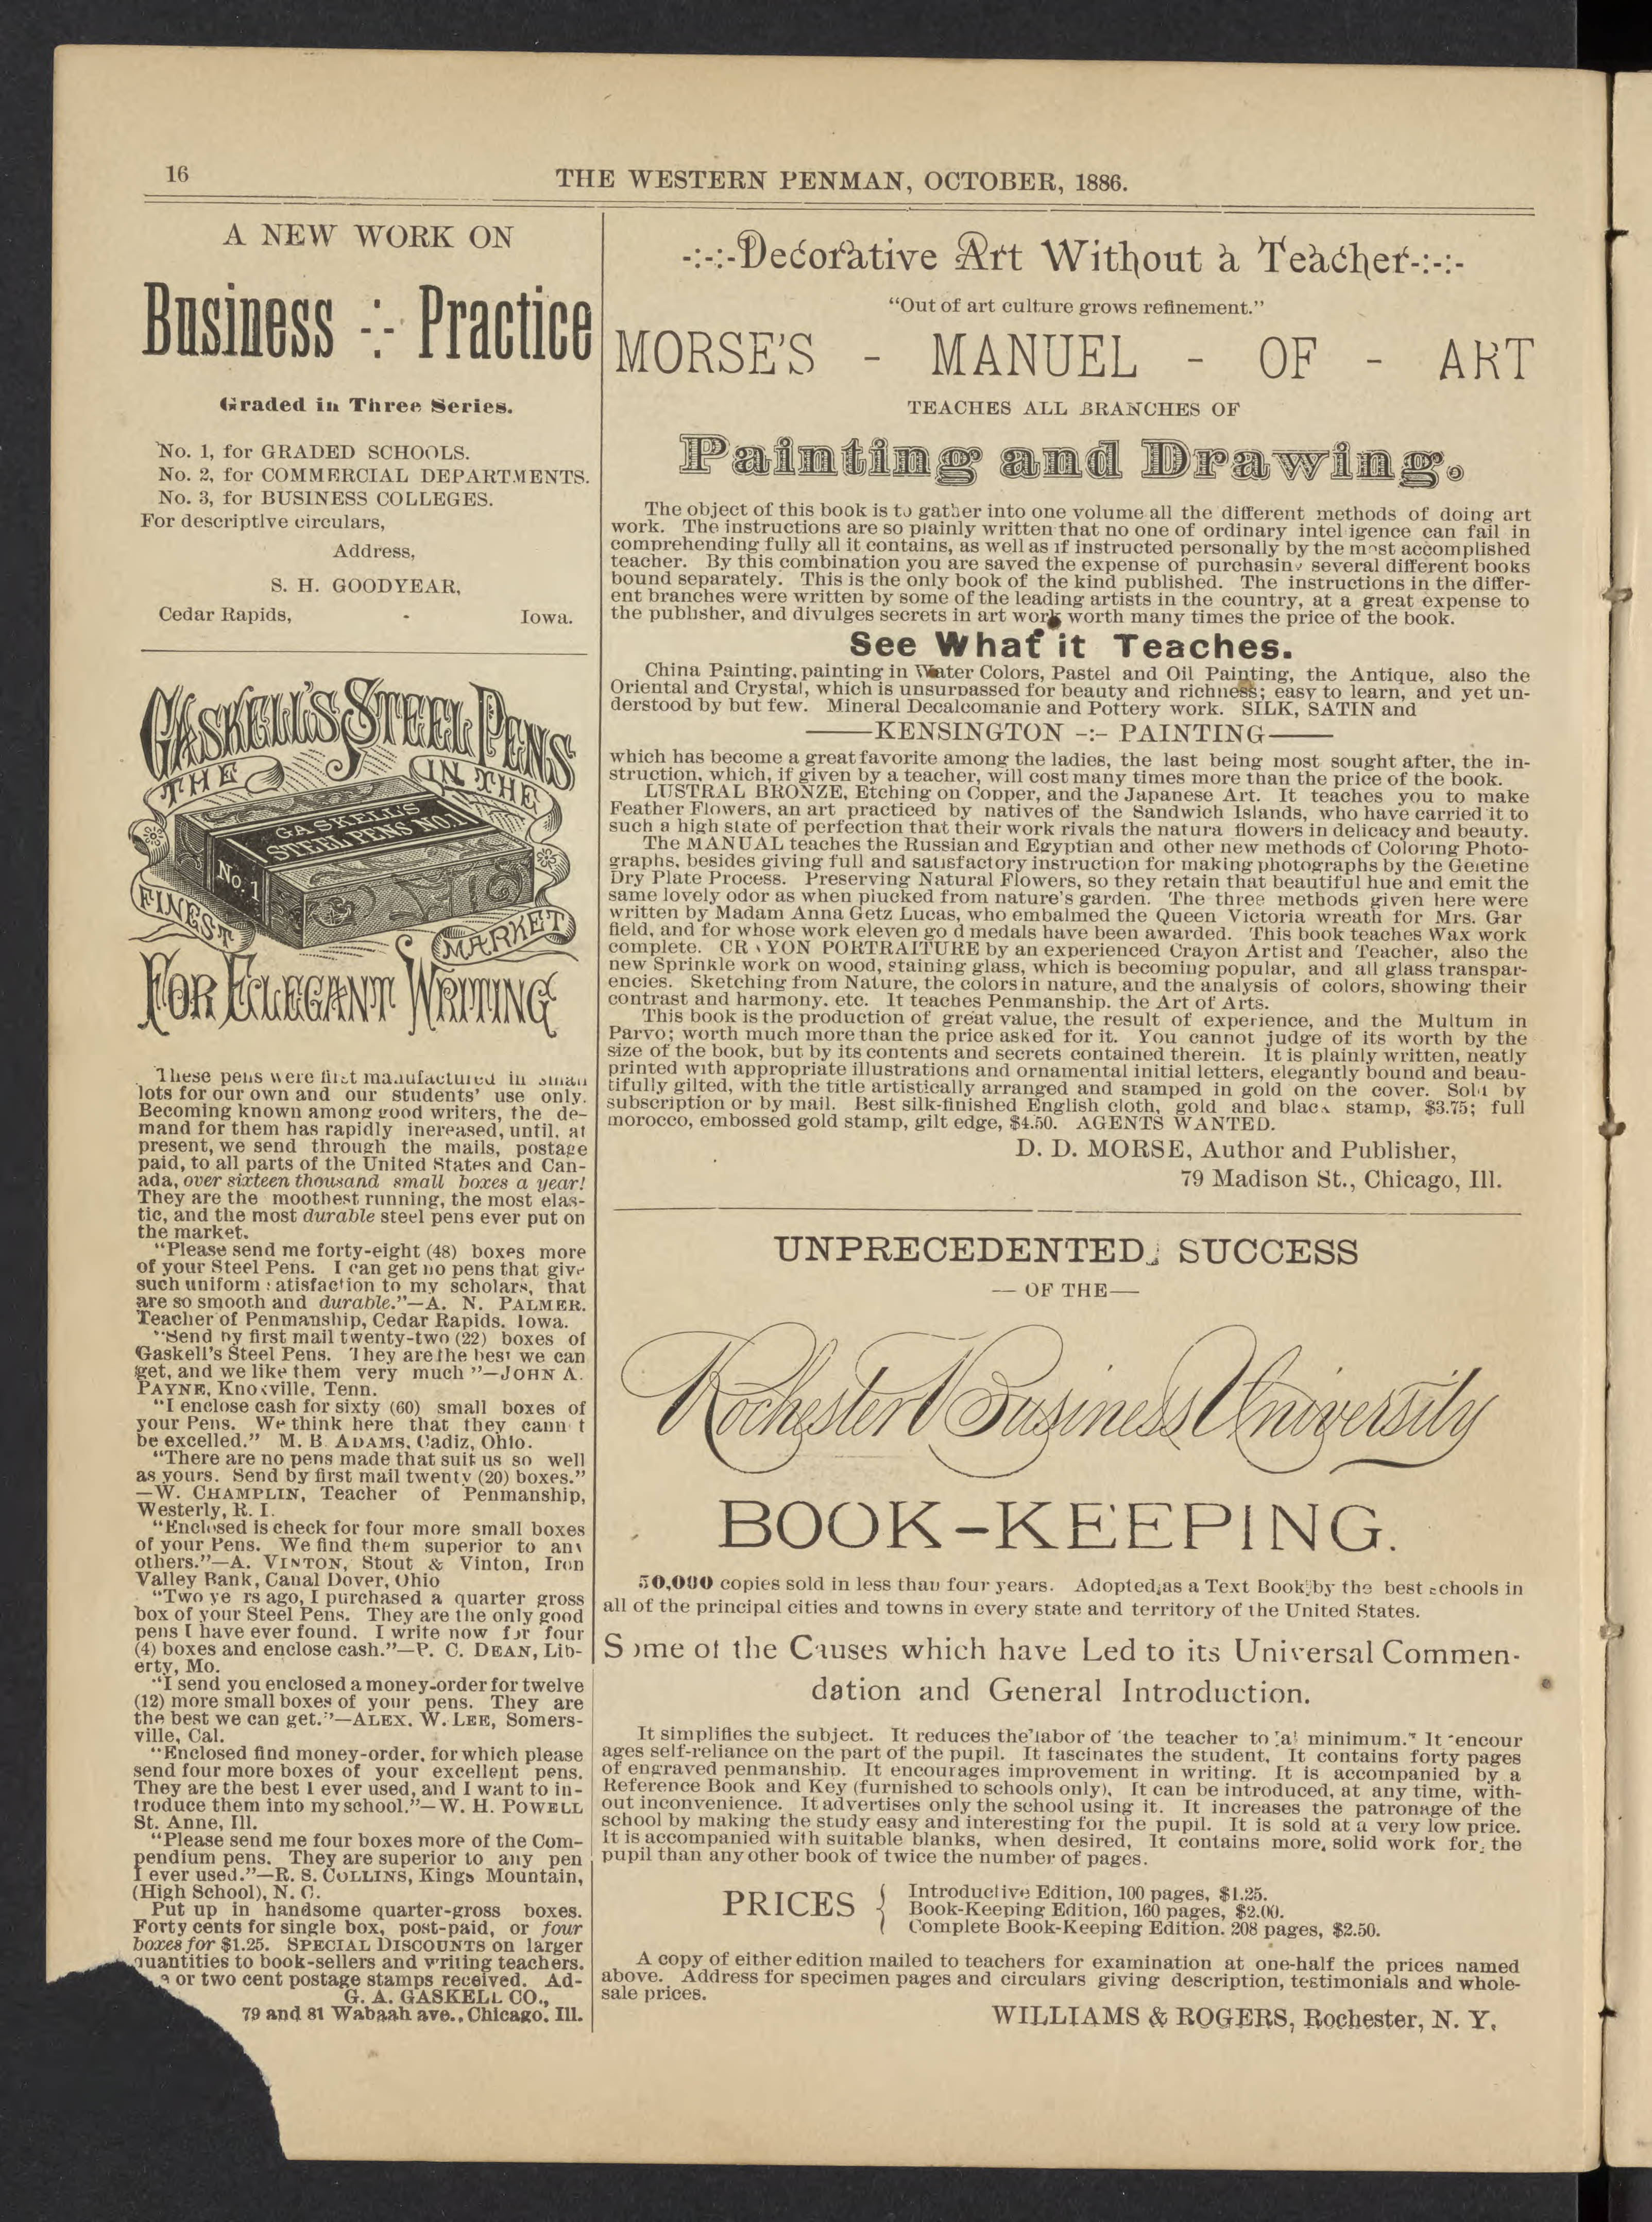 16
THE WESTERN PENMAN, OCTOBER, 1886.
A NEW WORK ON
Business -:- Practice
Graded in Three Series.
No. 1, for GRADED SCHOOLS.
No. 2, for COMMERCIAL DEPARTMENTS.
No. 3, for BUSINESS COLLEGES.
For descriptive circulars,
Address,
S. H. GOODYEAR,
Cedar Rapids, - Iowa.
GASKELL'S STEEL PENS
THE
IN THE
GASKELL'S
STEEL PENS NO. 1
No. 1
FINEST
MARKET
FOR ELEGANT WRITING
These pens were first manufactured in small
lots for our own and our students' use only.
Becoming known among good writers, the de-
mand for them has rapidly inereased, until, at
present, we send through the mails, postage
paid, to all parts of the United States and Can-
ada, over sixteen thousand small boxes a year!
They are the moothest running, the most elas-
tic, and the most durable steel pens ever put on
the market.
"Please send me forty-eight (48) boxes more
of your Steel Pens. I can get no pens that give
such uniform satisfaction to my scholars, that
are so smooth and durable."—A. N. PALMER.
Teacher of Penmanship, Cedar Rapids, Iowa.
"Send by first mail twenty-two (22) boxes of
Gaskell's Steel Pens. They are the best we can
get, and we like them very much"—JOHN A.
PAYNE, Knoxville, Tenn.
"I enclose cash for sixty (60) small boxes of
your Pens. We think here that they cann t
be excelled." M. B. ADAMS, Cadiz, Ohio.
"There are no pens made that suit us so well
as yours. Send by first mail twenty (20) boxes."
—W. CHAMPLIN, Teacher of Penmanship,
Westerly, R. I.
"Enclosed is check for four more small boxes
of your Pens. We find them superior to any
others."—A. VINTON, Stout & Vinton, Iron
Valley Bank, Canal Dover, Ohio
"Two ye rs ago, I purchased a quarter gross
box of your Steel Pens. They are the only good
pens I have ever found. I write now for four
(4) boxes and enclose cash."—P. C. DEAN, Lib-
erty, Mo.
"I send you enclosed a money-order for twelve
(12) more small boxes of your pens. They are
the best we can get."—ALEX. W. LEE, Somers-
ville, Cal.
"Enclosed find money-order, for which please
send four more boxes of your excellent pens.
They are the best I ever used, and I want to in-
troduce them into my school."—W. H. POWELL
St. Anne, Ill.
"Please send me four boxes more of the Com-
pendium pens. They are superior to any pen
I ever used."—R. S. COLLINS, Kings Mountain,
(High School), N. C.
Put up in handsome quarter-gross boxes.
Forty cents for single box, post-paid, or four
boxes for $1.25. SPECIAL DISCOUNTS on larger
quantities to book-sellers and writing teachers.
or two cent postage stamps received. Ad-
G. A. GASKELL CO.,
79 and 81 Wabaah ave., Chicago, Ill.
-:-:-Decorative Art Without a Teacher-:-:-
"Out of art culture grows refinement."
MORSE'S - MANUEL - OF - ART
TEACHES ALL BRANCHES OF
Painting and Drawing.
The object of this book is to gather into one volume all the different methods of doing art
work. The instructions are so plainly written that no one of ordinary intel igence can fail in
comprehending fully all it contains, as well as if instructed personally by the most accomplished
teacher. By this combination you are saved the expense of purchasing several different books
bound separately. This is the only book of the kind published. The instructions in the differ-
ent branches were written by some of the leading artists in the country, at a great expense to
the publisher, and divulges secrets in art work worth many times the price of the book.
See What it Teaches.
China Painting, painting in Water Colors, Pastel and Oil Painting, the Antique, also the
Oriental and Crystal, which is unsurpassed for beauty and richness; easy to learn, and yet un-
derstood by but few. Mineral Decalcomanie and Pottery work. SILK, SATIN and
——KENSINGTON -:- PAINTING——
which has become a great favorite among the ladies, the last being most sought after, the in-
struction, which, if given by a teacher, will cost many times more than the price of the book.
LUSTRAL BRONZE, Etching on Copper, and the Japanese Art. It teaches you to make
Feather Flowers, an art practiced by natives of the Sandwich Islands, who have carried it to
such a high state of perfection that their work rivals the natura flowers in delicacy and beauty.
The MANUAL teaches the Russian and Egyptian and other new methods of Coloring Photo-
graphs, besides giving full and satisfactory instruction for making photographs by the Geletine
Dry Plate Process. Preserving Natural Flowers, so they retain that beautiful hue and emit the
same lovely odor as when plucked from nature's garden. The three methods given here were
written by Madam Anna Getz Lucas, who embalmed the Queen Victoria wreath for Mrs. Gar
field, and for whose work eleven go d medals have been awarded. This book teaches Wax work
complete. CRAYON PORTRAITURE by an experienced Crayon Artist and Teacher, also the
new Sprinkle work on wood, staining glass, which is becoming popular, and all glass transpar-
encies. Sketching from Nature, the colors in nature, and the analysis of colors, showing their
contrast and harmony. etc. It teaches Penmanship. the Art of Arts.
This book is the production of great value, the result of experience, and the Multum in
Parvo; worth much more than the price asked for it. You cannot judge of its worth by the
size of the book, but by its contents and secrets contained therein. It is plainly written, neatly
printed with appropriate illustrations and ornamental initial letters, elegantly bound and beau-
tifully gilted, with the title artistically arranged and stamped in gold on the cover. Sold by
subscription or by mail. Best silk-finished English cloth, gold and black stamp, $3.75; full
morocco, embossed gold stamp, gilt edge, $4.50. AGENTS WANTED.
D. D. MORSE, Author and Publisher,
79 Madison St., Chicago, Ill.
UNPRECEDENTED SUCCESS
—OF THE—
Rochester Business University
BOOK-KEEPING.
50,000 copies sold in less than four years. Adopted as a Text Book by the best schools in
all of the principal cities and towns in every state and territory of the United States.
Some of the Causes which have Led to its Universal Commen-
dation and General Introduction.
It simplifies the subject. It reduces the labor of the teacher to a minimum. It encour
ages self-reliance on the part of the pupil. It fascinates the student. It contains forty pages
of engraved penmanship. It encourages improvement in writing. It is accompanied by a
Reference Book and Key (furnished to schools only). It can be introduced, at any time, with-
out inconvenience. It advertises only the school using it. It increases the patronage of the
school by making the study easy and interesting for the pupil. It is sold at a very low price.
It is accompanied with suitable blanks, when desired, It contains more, solid work for the
pupil than any other book of twice the number of pages.
PRICES { Introductive Edition, 100 pages, $1.25.
Book-Keeping Edition, 160 pages, $2.00.
Complete Book-Keeping Edition. 208 pages, $2.50.
A copy of either edition mailed to teachers for examination at one-half the prices named
above. Address for specimen pages and circulars giving description, testimonials and whole-
sale prices.
WILLIAMS & ROGERS, Rochester, N. Y.